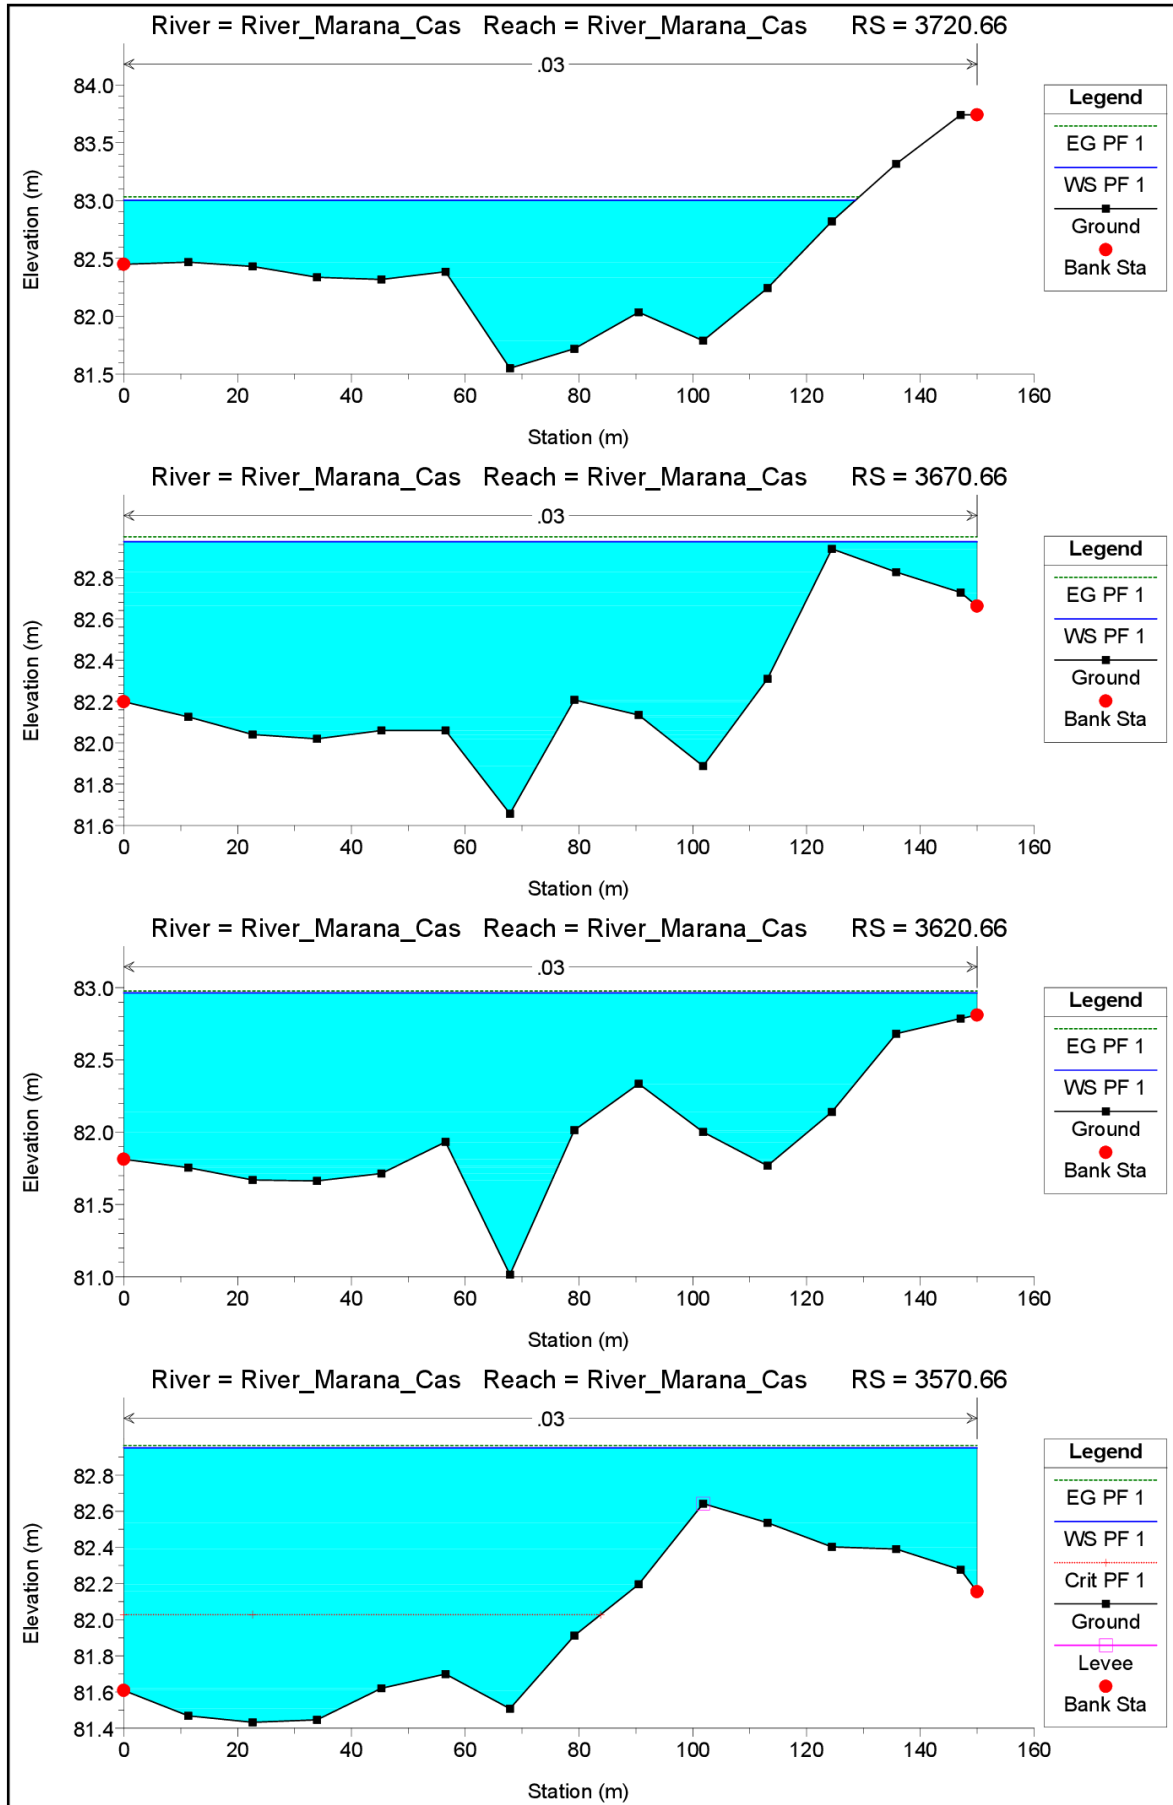 River = River_Marana_Cas Reach = River_Marana_Cas RS = 3720.66
.03
84.0
83.5
83.0
82.5
82.0
81.5
Elevation (m)
0 20 40 60 80 100 120 140 160
Station (m)
Legend
EG PF 1
WS PF 1
Ground
Bank Sta
River = River_Marana_Cas Reach = River_Marana_Cas RS = 3670.66
.03
82.8
82.6
82.4
82.2
82.0
81.8
81.6
Elevation (m)
0 20 40 60 80 100 120 140 160
Station (m)
Legend
EG PF 1
WS PF 1
Ground
Bank Sta
River = River_Marana_Cas Reach = River_Marana_Cas RS = 3620.66
.03
83.0
82.5
82.0
81.5
81.0
Elevation (m)
0 20 40 60 80 100 120 140 160
Station (m)
Legend
EG PF 1
WS PF 1
Ground
Bank Sta
River = River_Marana_Cas Reach = River_Marana_Cas RS = 3570.66
.03
82.8
82.6
82.4
82.2
82.0
81.8
81.6
81.4
Elevation (m)
0 20 40 60 80 100 120 140 160
Station (m)
Legend
EG PF 1
WS PF 1
Crit PF 1
Ground
Levee
Bank Sta